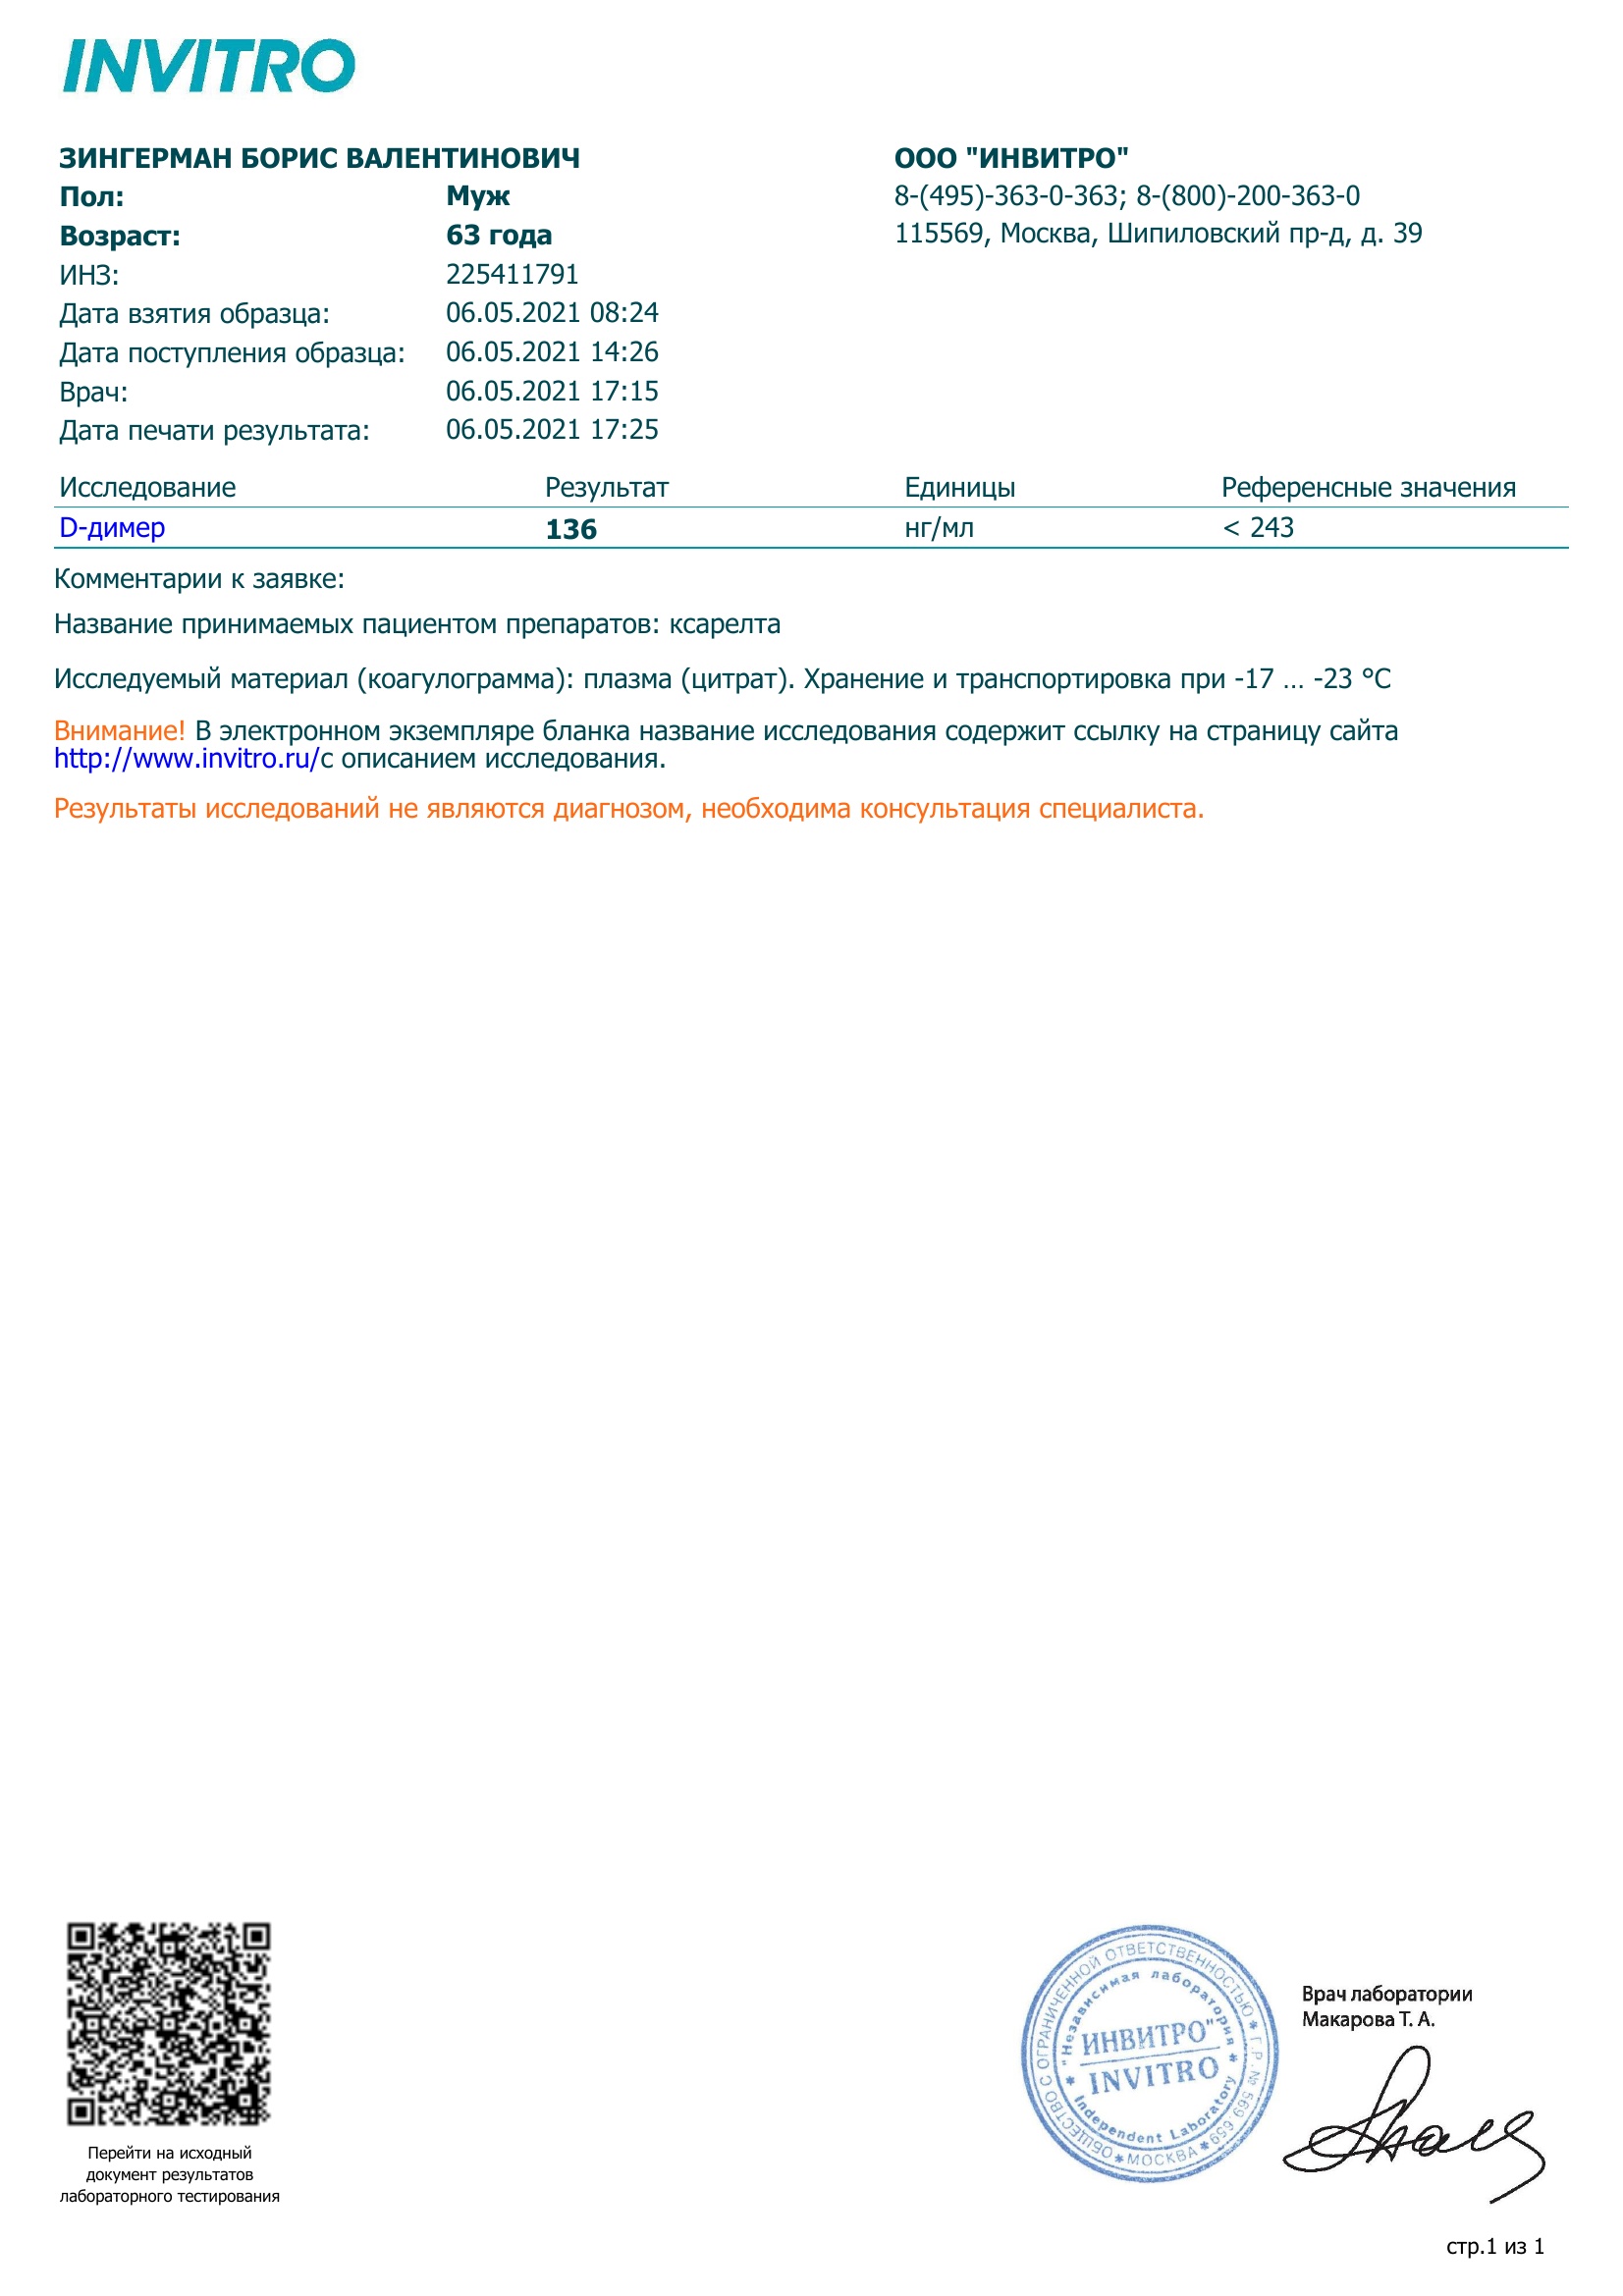 INVITRO
ЗИНГЕРМАН БОРИС ВАЛЕНТИНОВИЧ
Пол: Муж
Возраст: 63 года
ИНЗ: 225411791
Дата взятия образца: 06.05.2021 08:24
Дата поступления образца: 06.05.2021 14:26
Врач: 06.05.2021 17:15
Дата печати результата: 06.05.2021 17:25
ООО "ИНВИТРО"
8-(495)-363-0-363; 8-(800)-200-363-0
115569, Москва, Шипиловский пр-д, д. 39
Исследование Результат Единицы Референсные значения
D-димер 136 нг/мл < 243
Комментарии к заявке:
Название принимаемых пациентом препаратов: ксарелта
Исследуемый материал (коагулограмма): плазма (цитрат). Хранение и транспортировка при -17 ... -23 °C
Внимание! В электронном экземпляре бланка название исследования содержит ссылку на страницу сайта
http://www.invitro.ru/с описанием исследования.
Результаты исследований не являются диагнозом, необходима консультация специалиста.
Перейти на исходный
документ результатов
лабораторного тестирования
ОБЩЕСТВО С ОГРАНИЧЕННОЙ ОТВЕТСТВЕННОСТЬЮ * Г.Р. № 569 659 * МОСКВА *
"Независимая лаборатория
ИНВИТРО"
INVITRO
* Independent Laboratory *
Врач лаборатории
Макарова Т. А.
стр.1 из 1